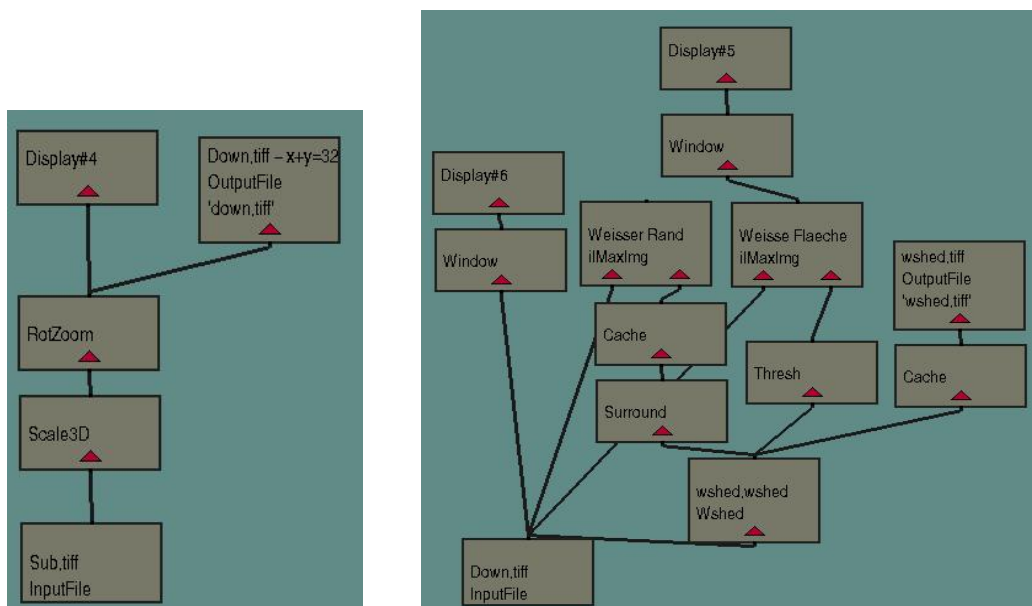 Display#4
Down.tiff – x+y=32
OutputFile
'down.tiff'
RotZoom
Scale3D
Sub.tiff
InputFile
Display#5
Window
Display#6
Window
Weisser Rand
ilMaxImg
Weisse Flaeche
ilMaxImg
wshed.tiff
OutputFile
'wshed.tiff'
Cache
Thresh
Cache
Surround
wshed.wshed
Wshed
Down.tiff
InputFile